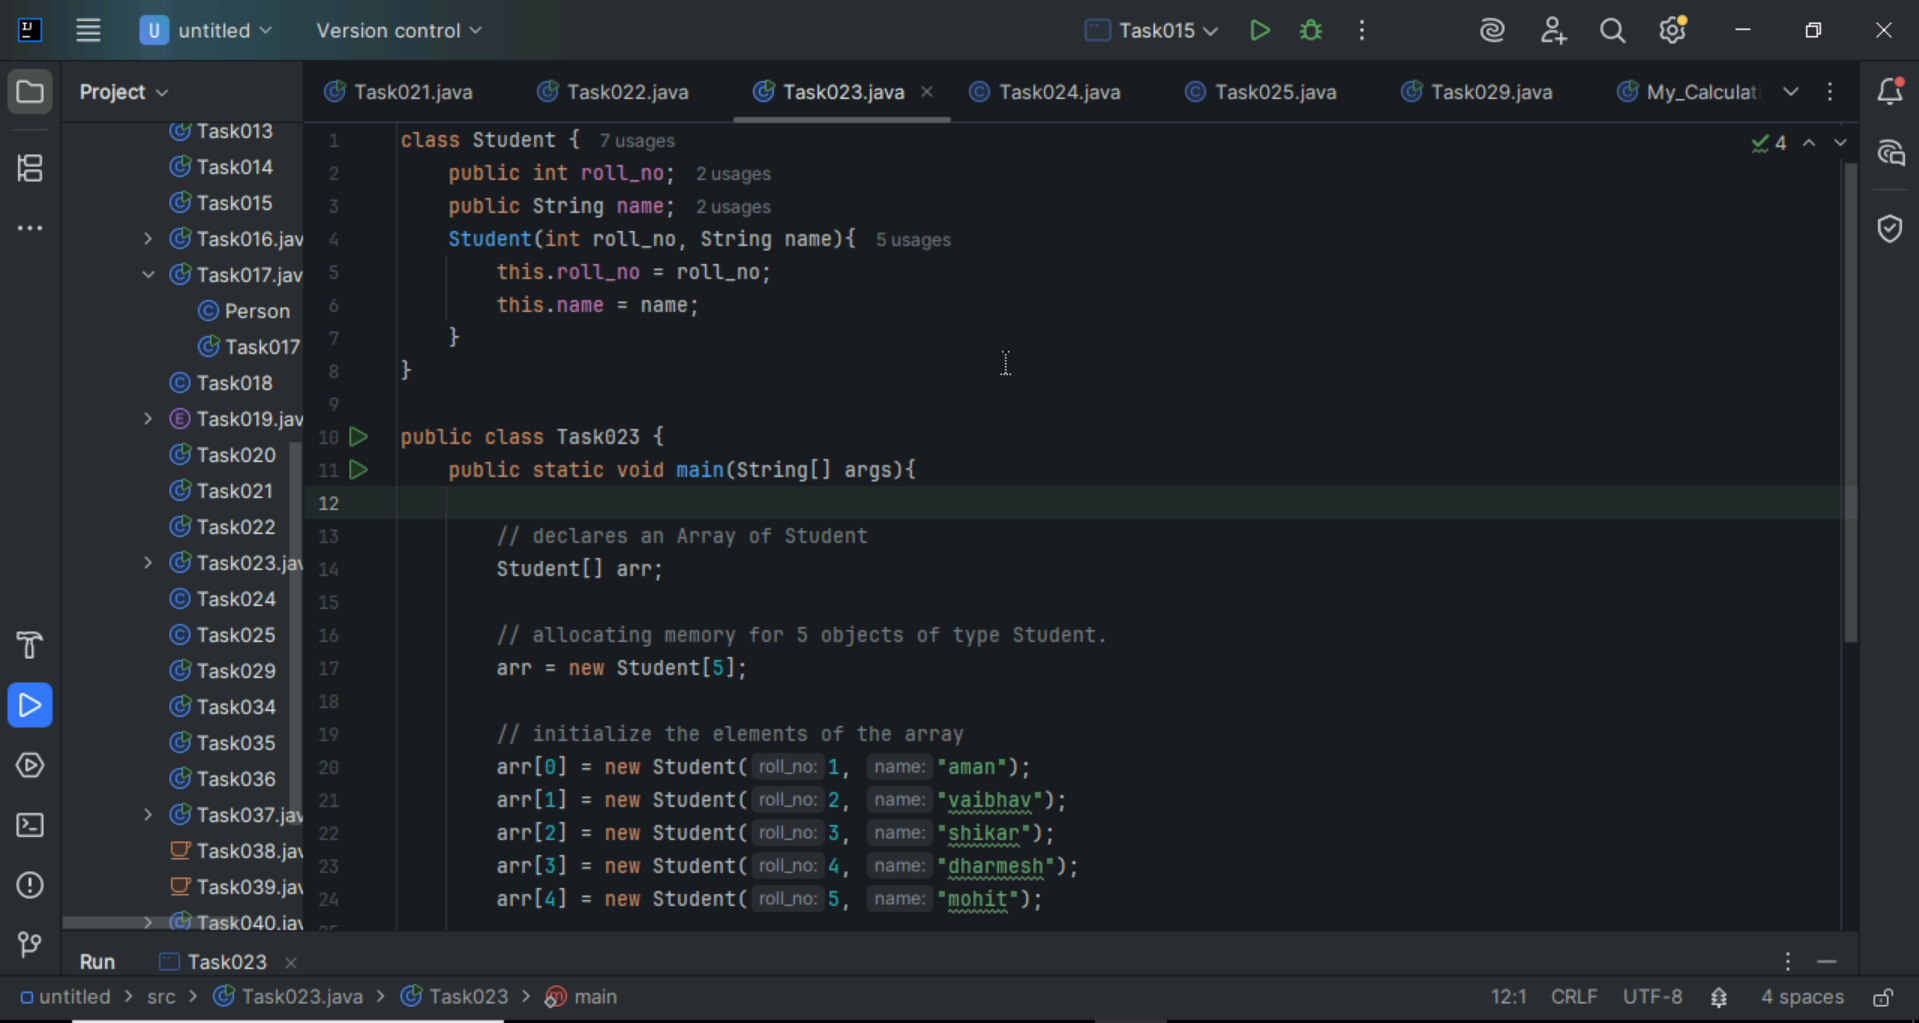 IJ
U untitled
Version control
Task015
Project
Task021.java
Task022.java
Task023.java
Task024.java
Task025.java
Task029.java
My_Calculat
Task013
Task014
Task015
Task016.jav
Task017.jav
Person
Task017
Task018
E Task019.jav
Task020
Task021
Task022
Task023.jav
Task024
Task025
Task029
Task034
Task035
Task036
Task037.jav
Task038.jav
Task039.jav
Task040.jav
4
1 class Student { 7 usages
2 public int roll_no; 2 usages
3 public String name; 2 usages
4 Student(int roll_no, String name){ 5 usages
5 this.roll_no = roll_no;
6 this.name = name;
7 }
8 }
9
10 public class Task023 {
11 public static void main(String[] args){
12
13 // declares an Array of Student
14 Student[] arr;
15
16 // allocating memory for 5 objects of type Student.
17 arr = new Student[5];
18
19 // initialize the elements of the array
20 arr[0] = new Student( roll_no: 1, name: "aman");
21 arr[1] = new Student( roll_no: 2, name: "vaibhav");
22 arr[2] = new Student( roll_no: 3, name: "shikar");
23 arr[3] = new Student( roll_no: 4, name: "dharmesh");
24 arr[4] = new Student( roll_no: 5, name: "mohit");
Run Task023
untitled > src > Task023.java > Task023 > main
12:1 CRLF UTF-8 4 spaces